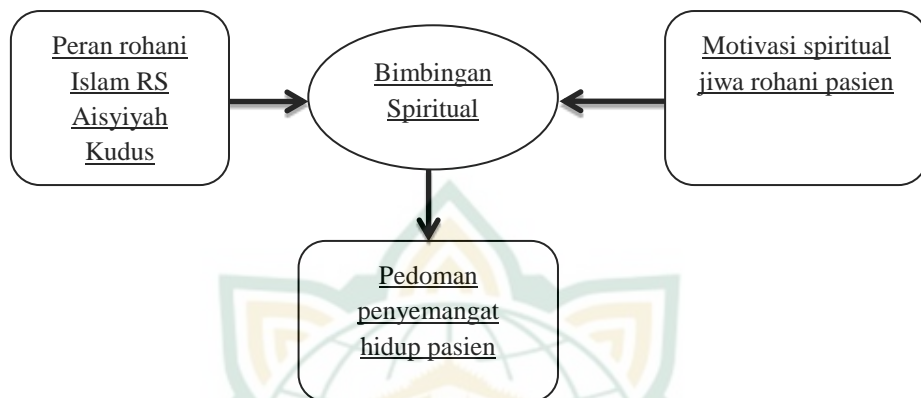 Peran rohani
Islam RS
Aisyiyah
Kudus
Bimbingan
Spiritual
Motivasi spiritual
jiwa rohani pasien
Pedoman
penyemangat
hidup pasien